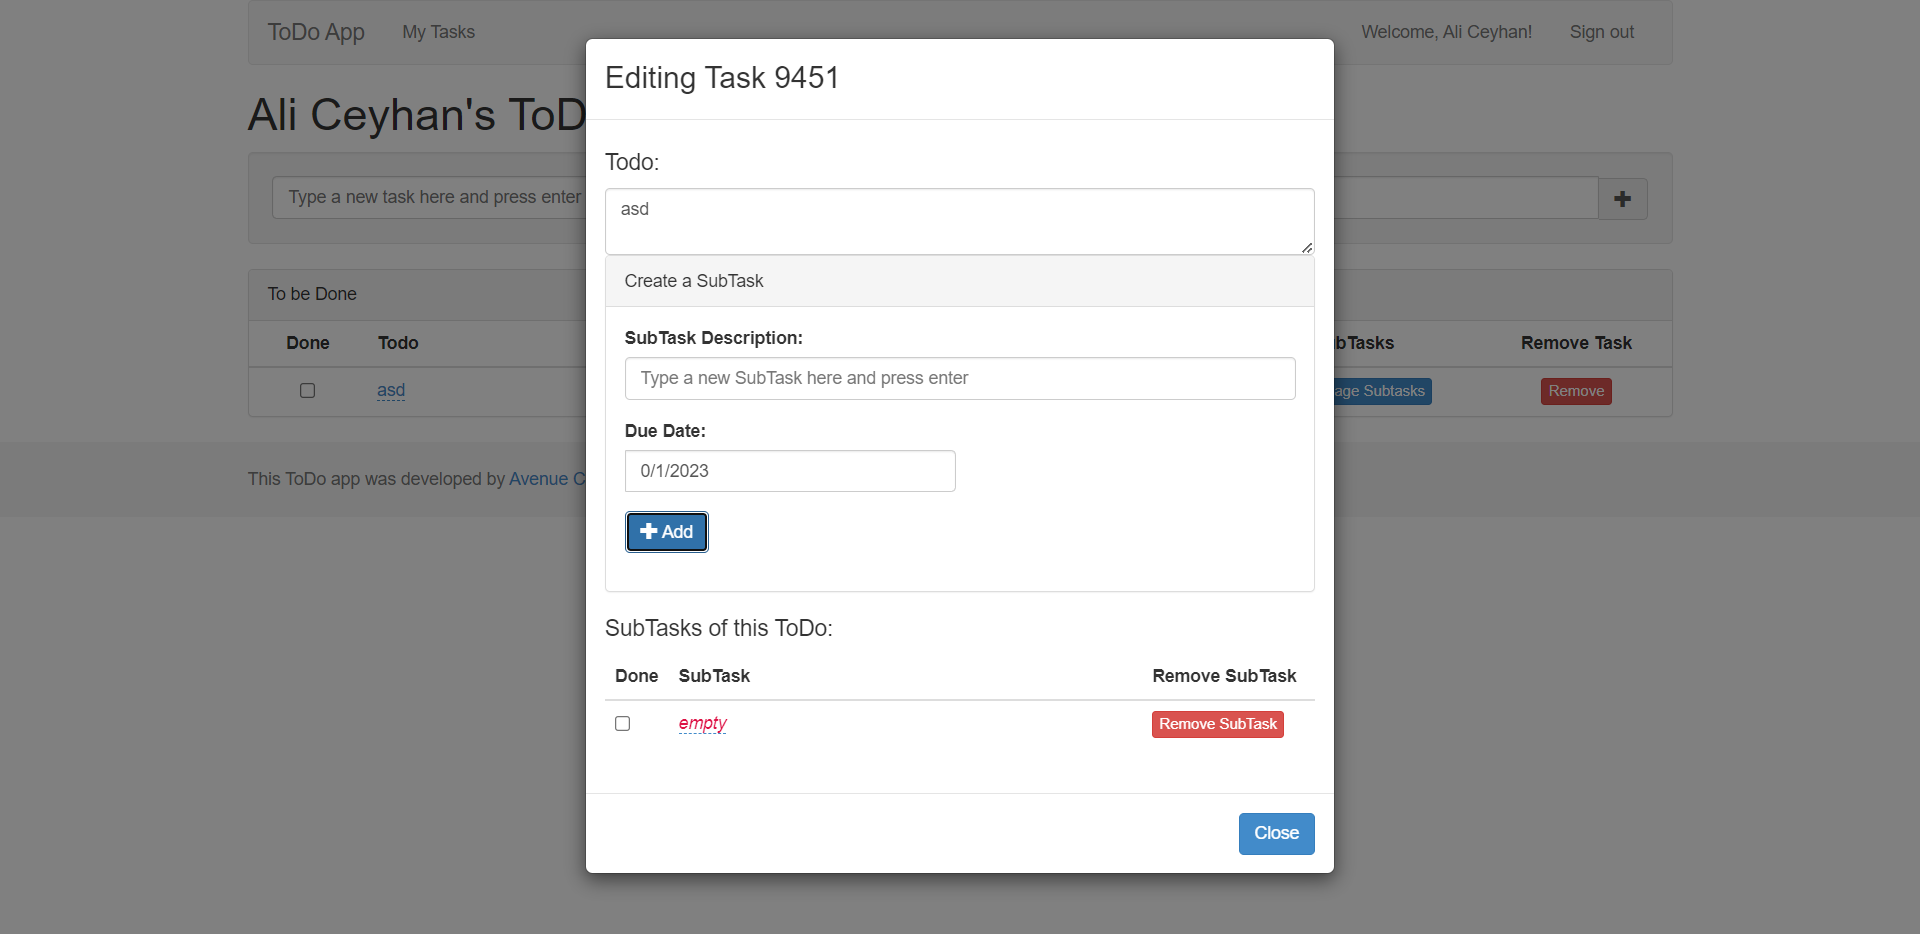 ToDo App My Tasks Welcome, Ali Ceyhan! Sign out
Editing Task 9451
Ali Ceyhan's ToD
Todo:
Type a new task here and press enter
asd
Create a SubTask
To be Done
SubTask Description:
Done Todo bTasks Remove Task
Type a new SubTask here and press enter
asd age Subtasks Remove
Due Date:
0/1/2023
This ToDo app was developed by Avenue C
Add
SubTasks of this ToDo:
Done SubTask Remove SubTask
empty Remove SubTask
Close